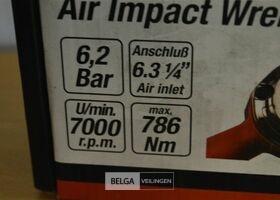 Air Impact Wre
6,2
Bar
Anschluß
6.3 1/4"
Air inlet
U/min.
7000
r.p.m.
max.
786
Nm
BELGA VEILINGEN